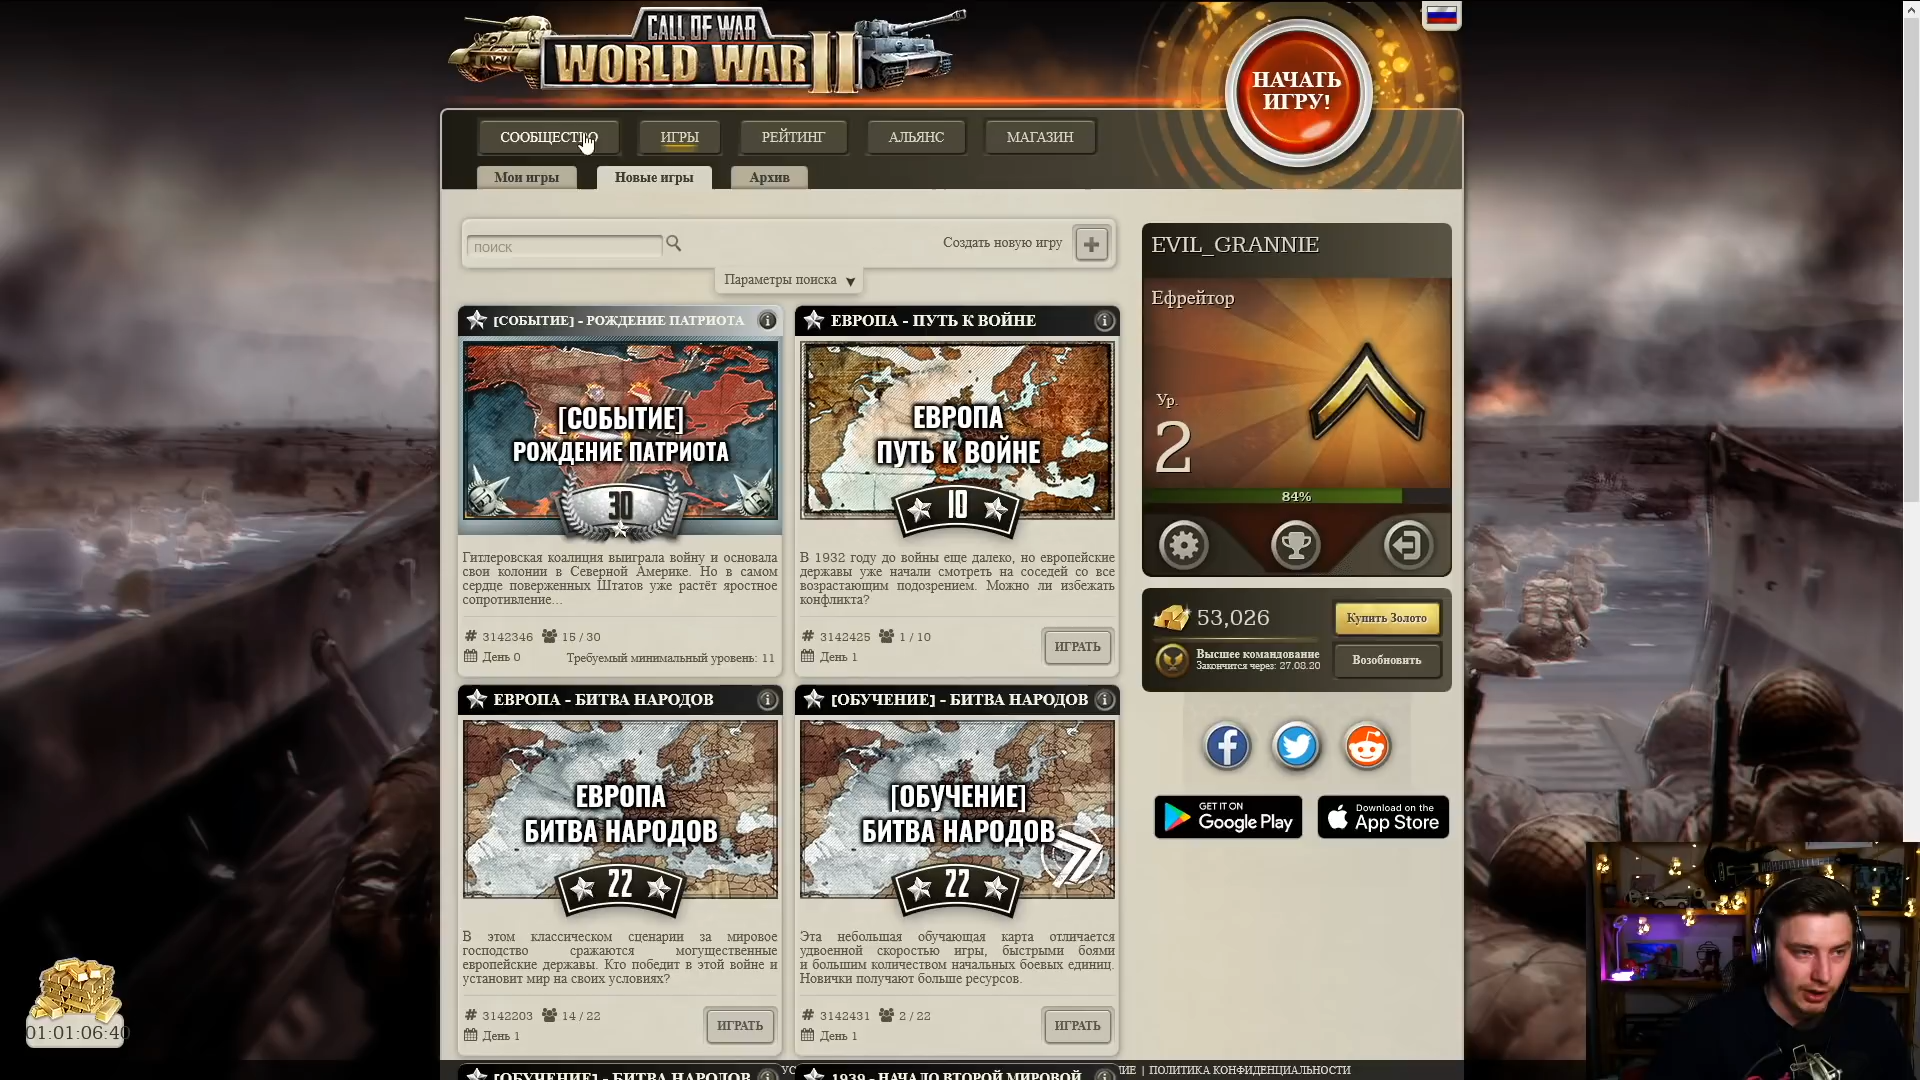 CALL OF WAR
WORLD WAR II
НАЧАТЬ
ИГРУ!
СООБЩЕСТВО
ИГРЫ
РЕЙТИНГ
АЛЬЯНС
МАГАЗИН
Мои игры
Новые игры
Архив
ПОИСК
Создать новую игру
Параметры поиска
[СОБЫТИЕ] - РОЖДЕНИЕ ПАТРИОТА
[СОБЫТИЕ]
РОЖДЕНИЕ ПАТРИОТА
30
Гитлеровская коалиция выиграла войну и основала
свои колонии в Северной Америке. Но в самом
сердце поверженных Штатов уже растёт яростное
сопротивление...
# 3142346 15 / 30
День 0 Требуемый минимальный уровень: 11
ЕВРОПА - ПУТЬ К ВОЙНЕ
ЕВРОПА
ПУТЬ К ВОЙНЕ
10
В 1932 году до войны еще далеко, но европейские
державы уже начали смотреть на соседей со все
возрастающим подозрением. Можно ли избежать
конфликта?
# 3142425 1 / 10
День 1
ИГРАТЬ
ЕВРОПА - БИТВА НАРОДОВ
ЕВРОПА
БИТВА НАРОДОВ
22
В этом классическом сценарии за мировое
господство сражаются могущественные
европейские державы. Кто победит в этой войне и
установит мир на своих условиях?
# 3142203 14 / 22
День 1
ИГРАТЬ
[ОБУЧЕНИЕ] - БИТВА НАРОДОВ
[ОБУЧЕНИЕ]
БИТВА НАРОДОВ
22
Эта небольшая обучающая карта отличается
удвоенной скоростью игры, быстрыми боями
и большим количеством начальных боевых единиц.
Новички получают больше ресурсов.
# 3142431 2 / 22
День 1
ИГРАТЬ
[ОБУЧЕНИЕ] - БИТВА НАРОДОВ
1939 - НАЧАЛО ВТОРОЙ МИРОВОЙ
| ПОЛИТИКА КОНФИДЕНЦИАЛЬНОСТИ
EVIL_GRANNIE
Ефрейтор
Ур.
2
84%
53,026
Купить Золото
Высшее командование
Закончится через: 27.08.20
Возобновить
GET IT ON
Google Play
Download on the
App Store
01:01:06:40